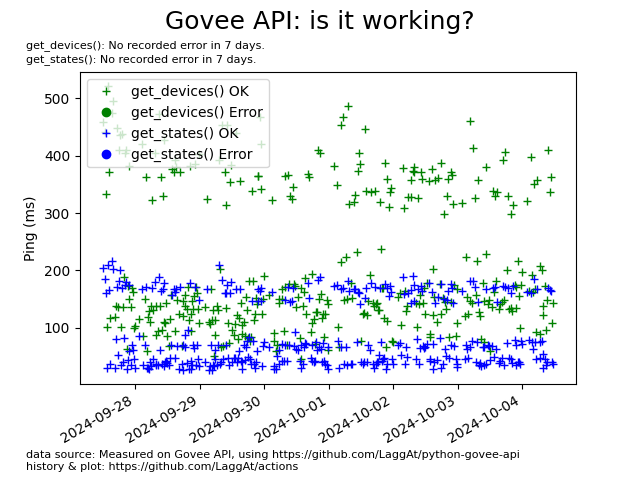 Govee API: is it working?
get_devices(): No recorded error in 7 days.
get_states(): No recorded error in 7 days.
get_devices() OK
get_devices() Error
get_states() OK
get_states() Error
Ping (ms)
500
400
300
200
100
2024-09-28
2024-09-29
2024-09-30
2024-10-01
2024-10-02
2024-10-03
2024-10-04
data source: Measured on Govee API, using https://github.com/LaggAt/python-govee-api
history & plot: https://github.com/LaggAt/actions